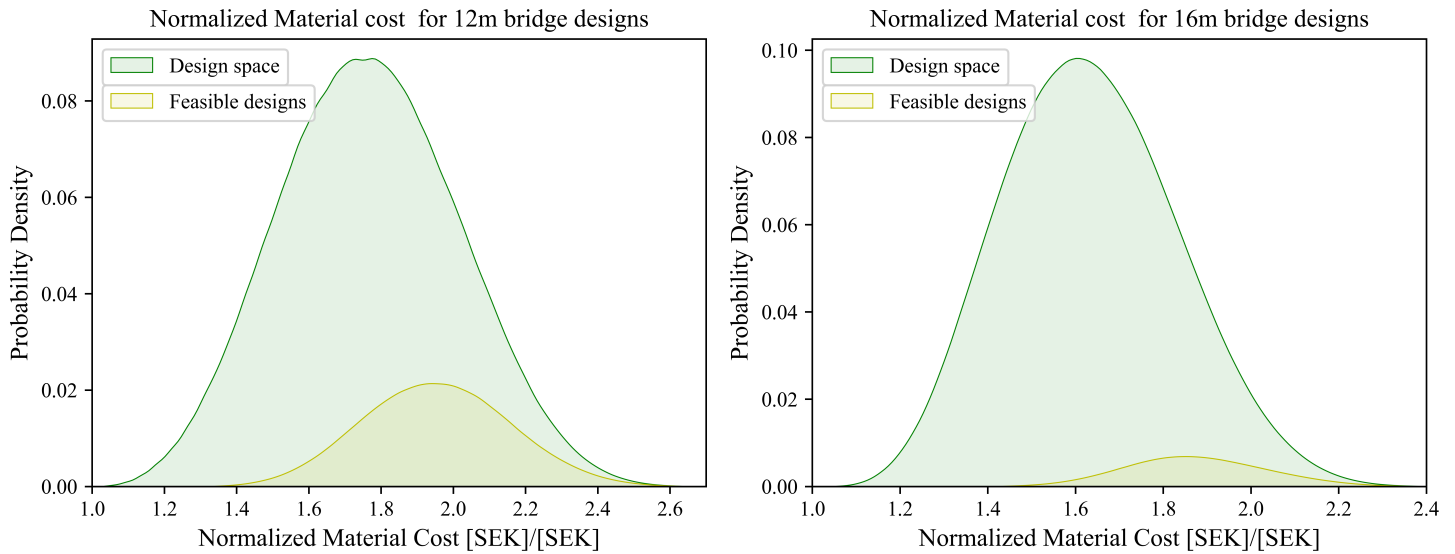 Normalized Material cost  for 12m bridge designs
Design space
Feasible designs
Probability Density
0.08
0.06
0.04
0.02
0.00
1.0 1.2 1.4 1.6 1.8 2.0 2.2 2.4 2.6
Normalized Material Cost [SEK]/[SEK]
Normalized Material cost  for 16m bridge designs
Design space
Feasible designs
Probability Density
0.10
0.08
0.06
0.04
0.02
0.00
1.0 1.2 1.4 1.6 1.8 2.0 2.2 2.4
Normalized Material Cost [SEK]/[SEK]